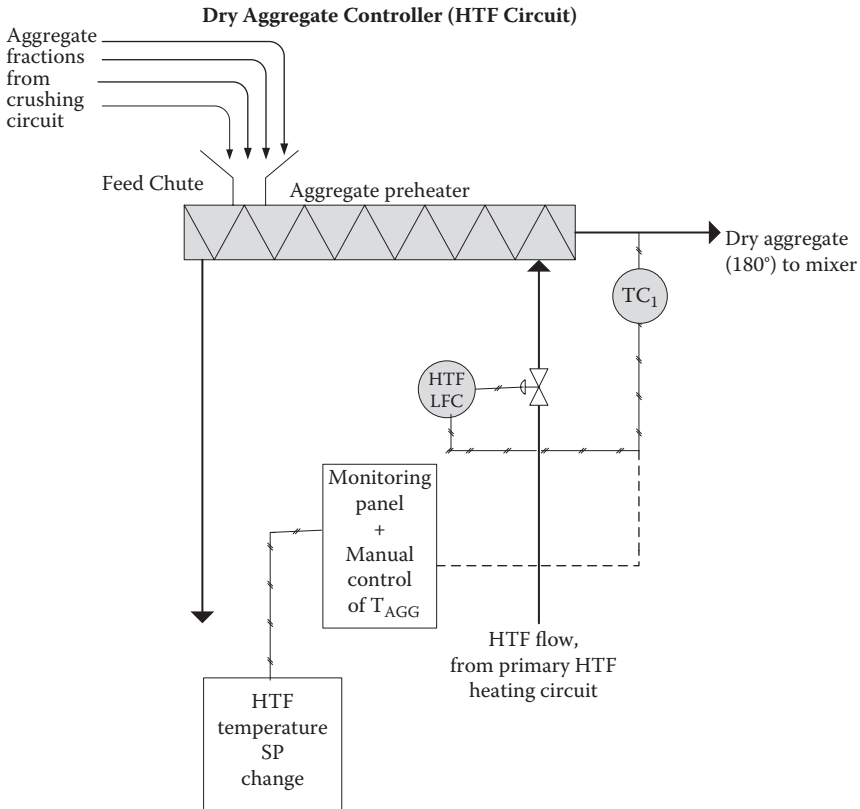 Dry Aggregate Controller (HTF Circuit)
Aggregate
fractions
from
crushing
circuit
Feed Chute
Aggregate preheater
Dry aggregate
(180°) to mixer
TC₁
HTF
LFC
Monitoring
panel
+
Manual
control
of T_AGG
HTF flow,
from primary HTF
heating circuit
HTF
temperature
SP
change